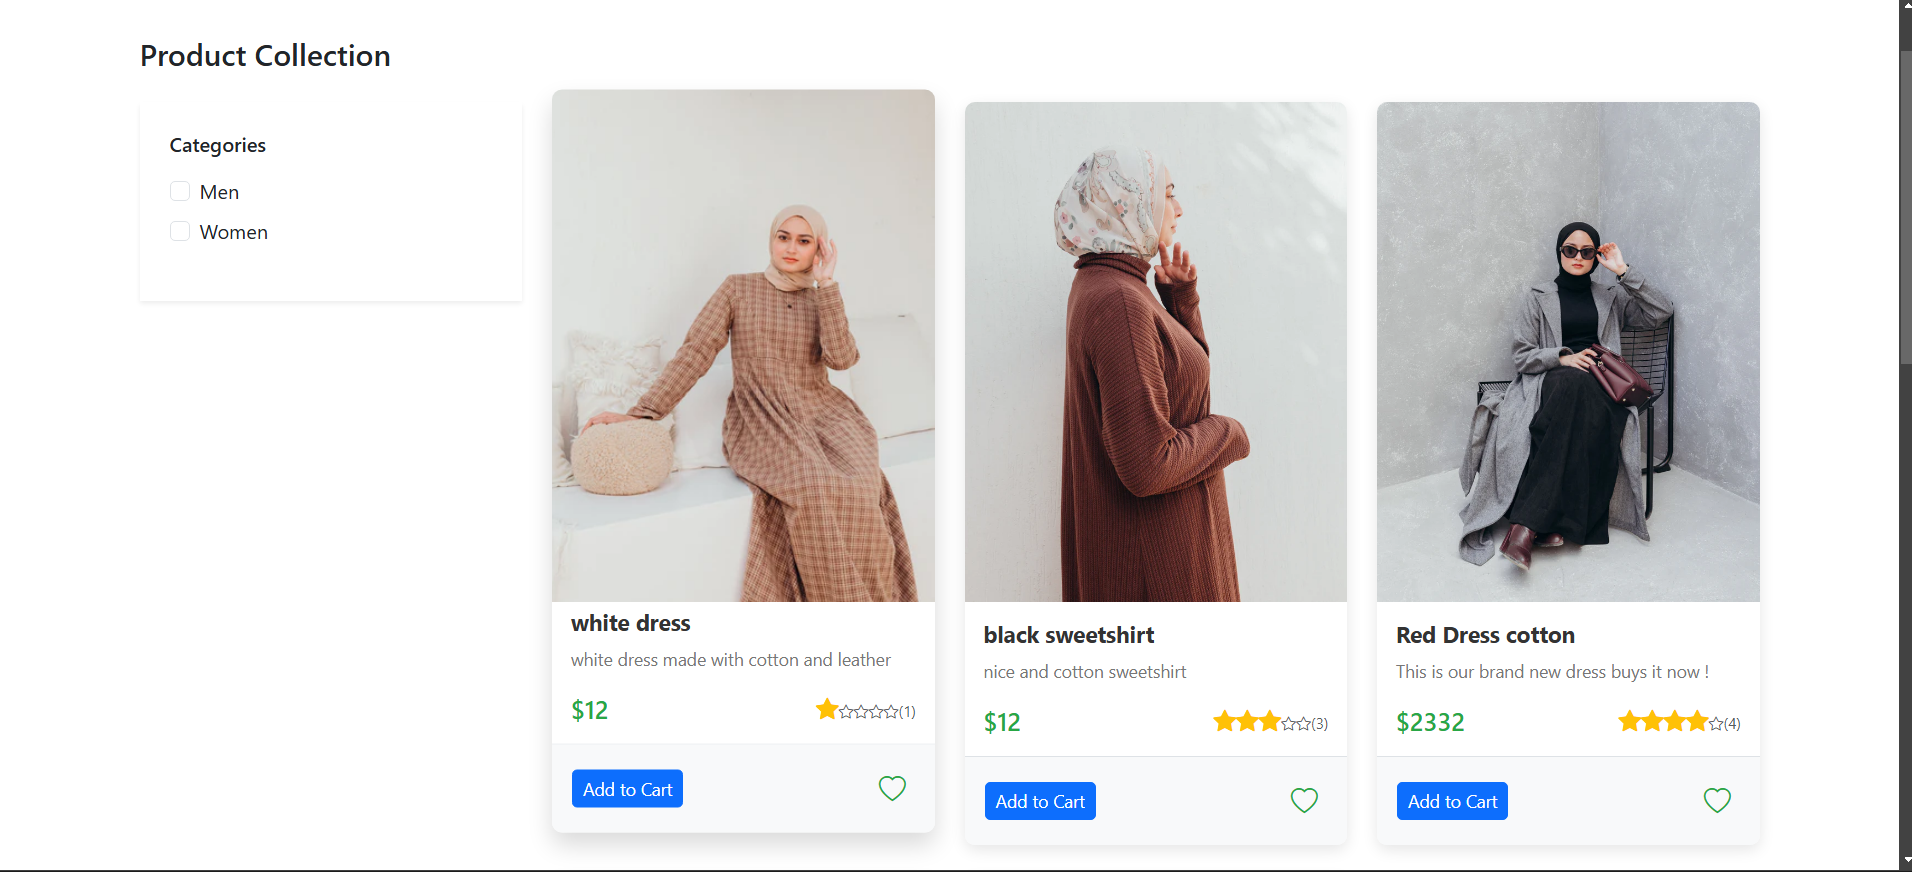 Product Collection
Categories
Men
Women
white dress
white dress made with cotton and leather
$12
(1)
Add to Cart
black sweetshirt
nice and cotton sweetshirt
$12
(3)
Add to Cart
Red Dress cotton
This is our brand new dress buys it now !
$2332
(4)
Add to Cart